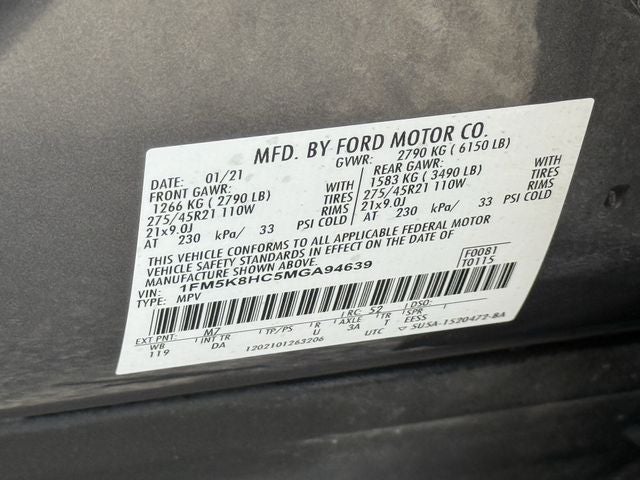 MFD. BY FORD MOTOR CO.
DATE: 01/21 GVWR: 2790 KG ( 6150 LB)
FRONT GAWR: WITH REAR GAWR: WITH
1266 KG ( 2790 LB) TIRES 1583 KG ( 3490 LB) TIRES
275/45R21 110W RIMS 275/45R21 110W RIMS
21x9.0J 21x9.0J
AT 230 kPa/ 33 PSI COLD AT 230 kPa/ 33 PSI COLD
THIS VEHICLE CONFORMS TO ALL APPLICABLE FEDERAL MOTOR
VEHICLE SAFETY STANDARDS IN EFFECT ON THE DATE OF
MANUFACTURE SHOWN ABOVE.
VIN: 1FM5K8HC5MGA94639 F0081
TYPE: MPV T0115
EXT PNT: M7 RC: 52 DSO:
WB INT TR TP/PS R AXLE TR SPR
119 DA U 3A T EESS
1202101263206 UTC SU5A-1520472-BA